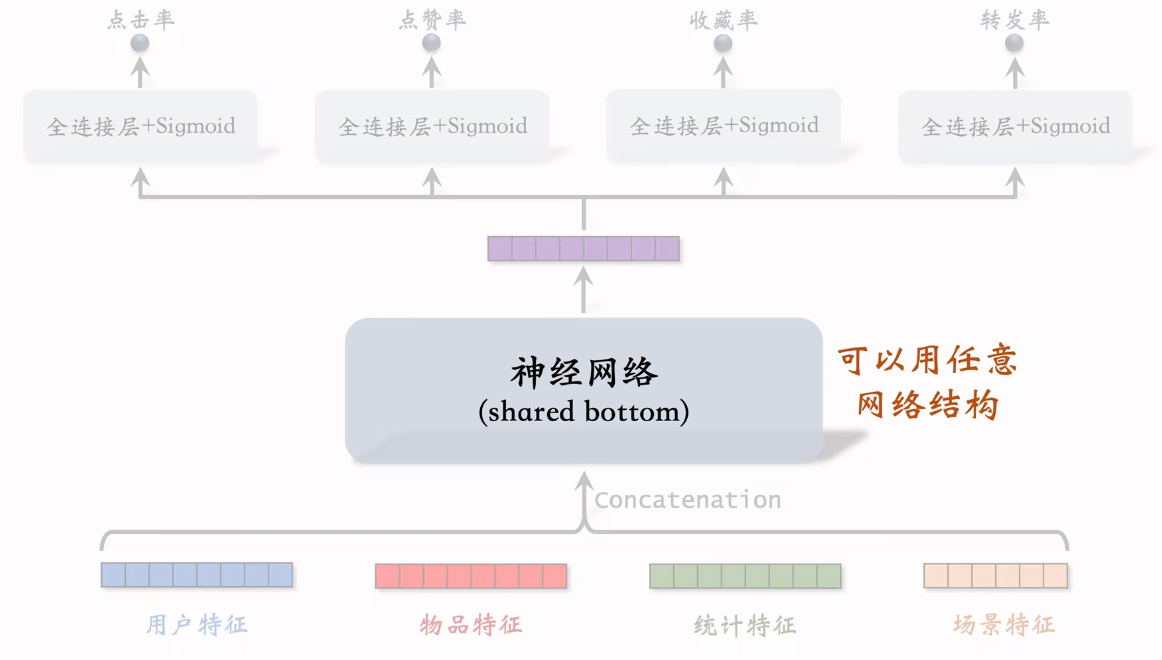 点击率
点赞率
收藏率
转发率
全连接层+Sigmoid
全连接层+Sigmoid
全连接层+Sigmoid
全连接层+Sigmoid
神经网络
(shared bottom)
可以用任意
网络结构
Concatenation
用户特征
物品特征
统计特征
场景特征